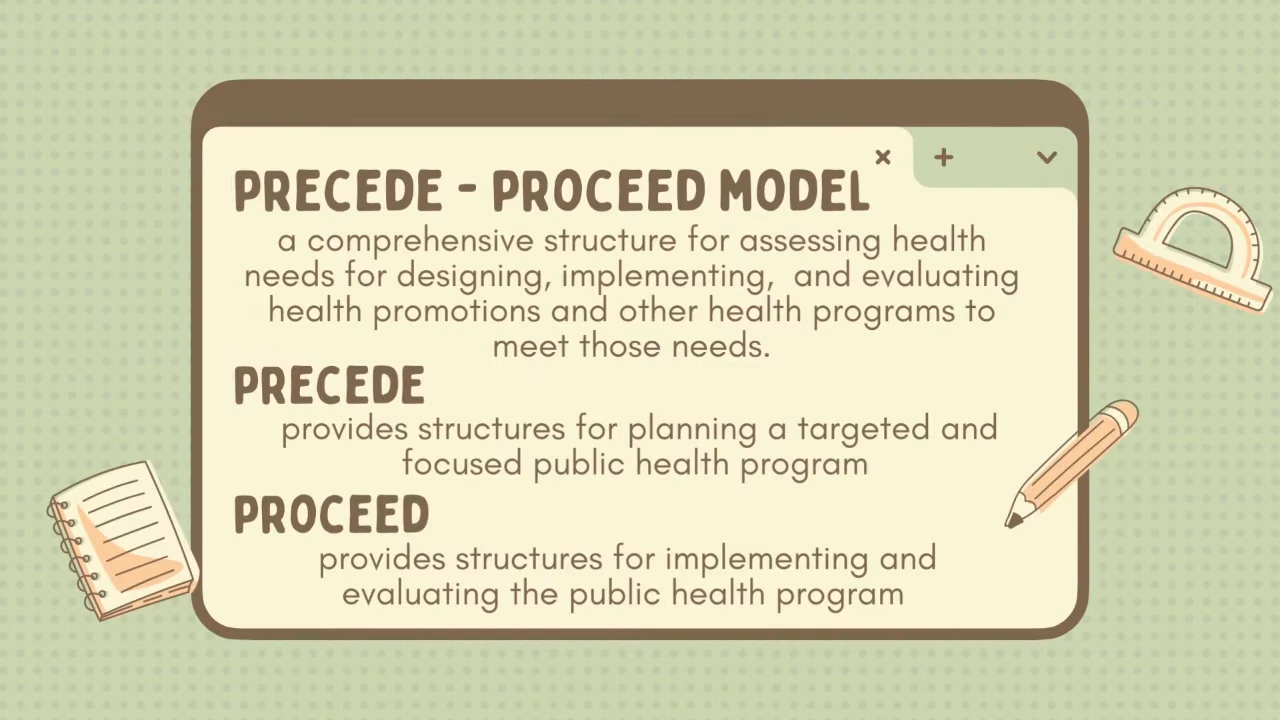 PRECEDE - PROCEED MODEL
a comprehensive structure for assessing health
needs for designing, implementing,  and evaluating
health promotions and other health programs to
meet those needs.
PRECEDE
provides structures for planning a targeted and
focused public health program
PROCEED
provides structures for implementing and
evaluating the public health program